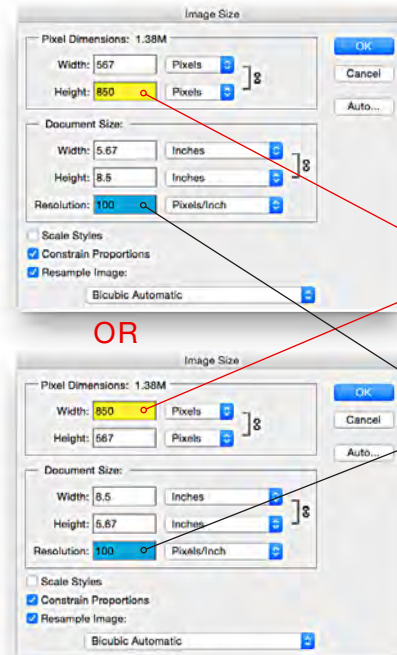 Image Size
Pixel Dimensions: 1.38M
OK
Width: 567 Pixels
Cancel
Height: 850 Pixels
Auto...
Document Size:
Width: 5.67 Inches
Height: 8.5 Inches
Resolution: 100 Pixels/Inch
Scale Styles
Constrain Proportions
Resample Image:
Bicubic Automatic
OR
Image Size
Pixel Dimensions: 1.38M
OK
Width: 850 Pixels
Cancel
Height: 567 Pixels
Auto...
Document Size:
Width: 8.5 Inches
Height: 5.67 Inches
Resolution: 100 Pixels/Inch
Scale Styles
Constrain Proportions
Resample Image:
Bicubic Automatic